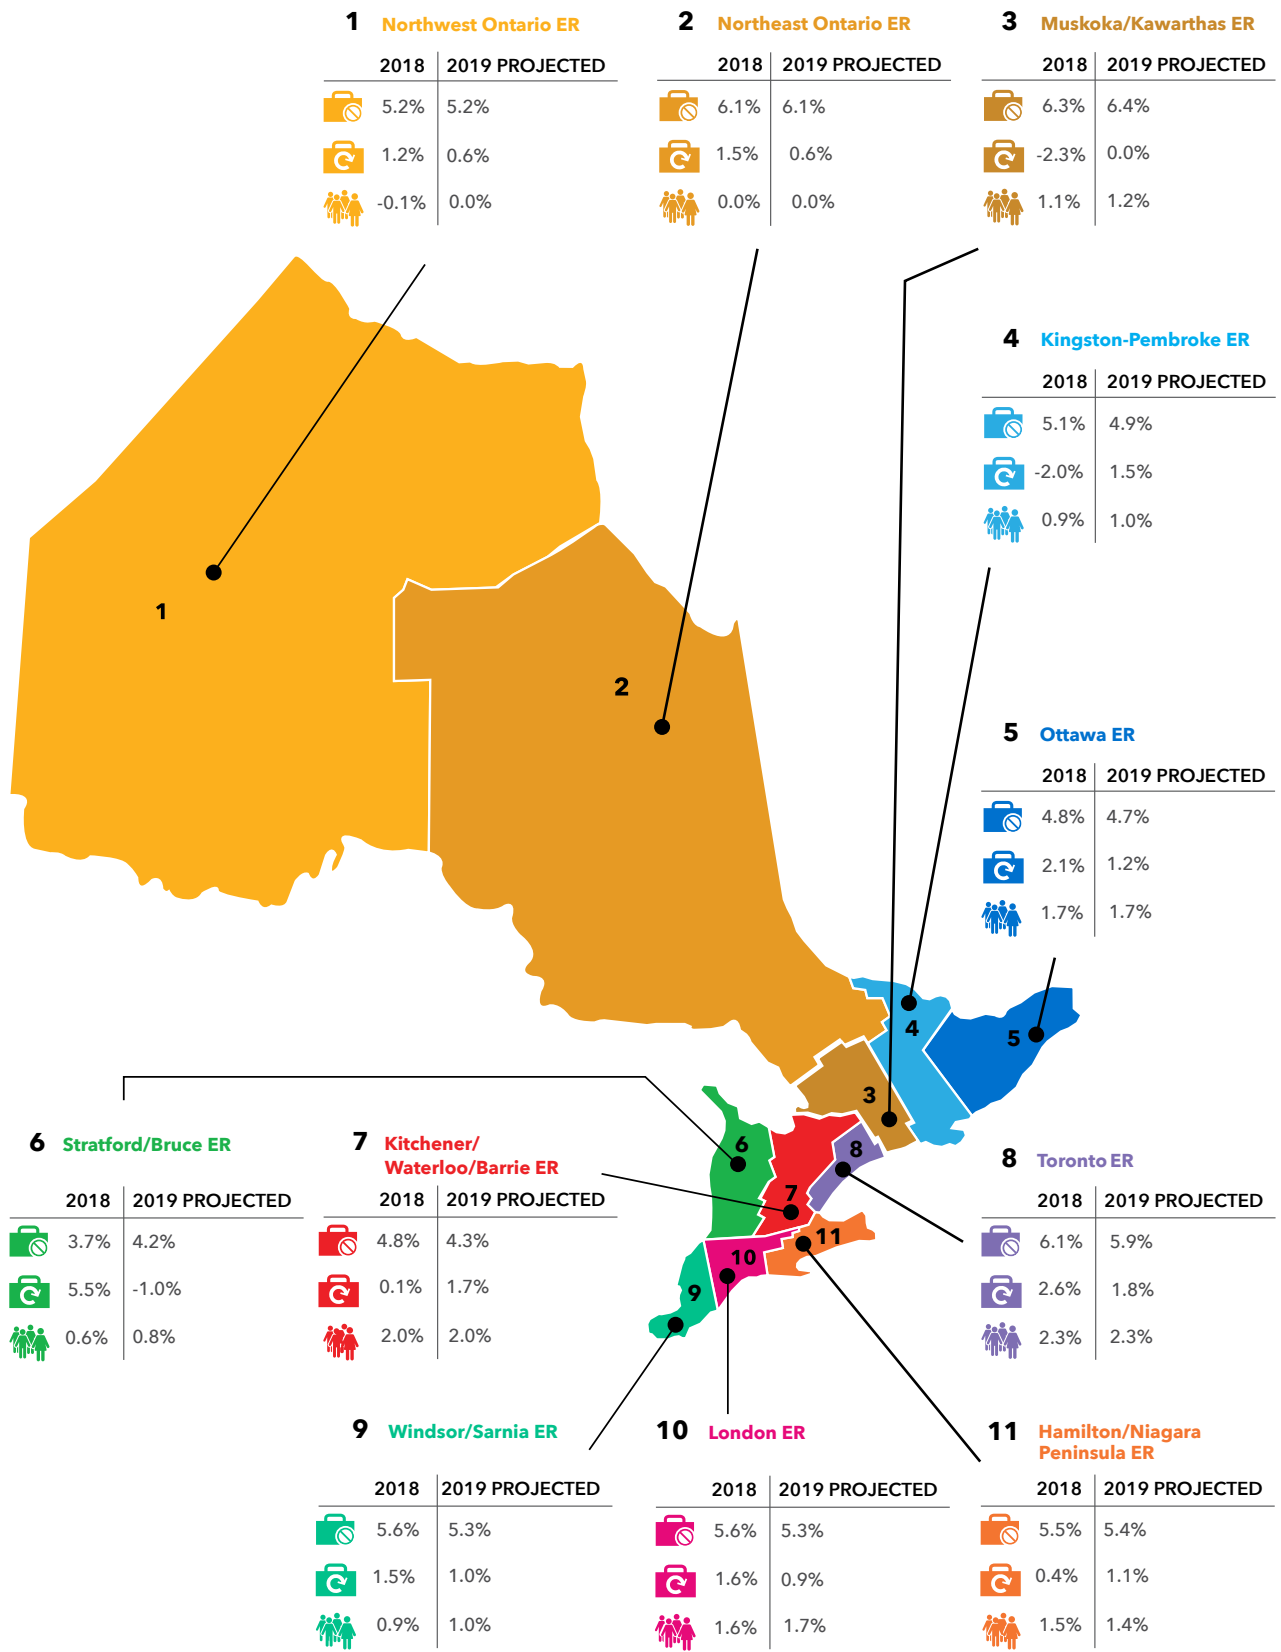 1 Northwest Ontario ER
2018 2019 PROJECTED
5.2% 5.2%
1.2% 0.6%
-0.1% 0.0%
2 Northeast Ontario ER
2018 2019 PROJECTED
6.1% 6.1%
1.5% 0.6%
0.0% 0.0%
3 Muskoka/Kawarthas ER
2018 2019 PROJECTED
6.3% 6.4%
-2.3% 0.0%
1.1% 1.2%
4 Kingston-Pembroke ER
2018 2019 PROJECTED
5.1% 4.9%
-2.0% 1.5%
0.9% 1.0%
5 Ottawa ER
2018 2019 PROJECTED
4.8% 4.7%
2.1% 1.2%
1.7% 1.7%
1
2
4
5
3
6
8
7
11
10
9
6 Stratford/Bruce ER
2018 2019 PROJECTED
3.7% 4.2%
5.5% -1.0%
0.6% 0.8%
7 Kitchener/
Waterloo/Barrie ER
2018 2019 PROJECTED
4.8% 4.3%
0.1% 1.7%
2.0% 2.0%
8 Toronto ER
2018 2019 PROJECTED
6.1% 5.9%
2.6% 1.8%
2.3% 2.3%
9 Windsor/Sarnia ER
2018 2019 PROJECTED
5.6% 5.3%
1.5% 1.0%
0.9% 1.0%
10 London ER
2018 2019 PROJECTED
5.6% 5.3%
1.6% 0.9%
1.6% 1.7%
11 Hamilton/Niagara
Peninsula ER
2018 2019 PROJECTED
5.5% 5.4%
0.4% 1.1%
1.5% 1.4%